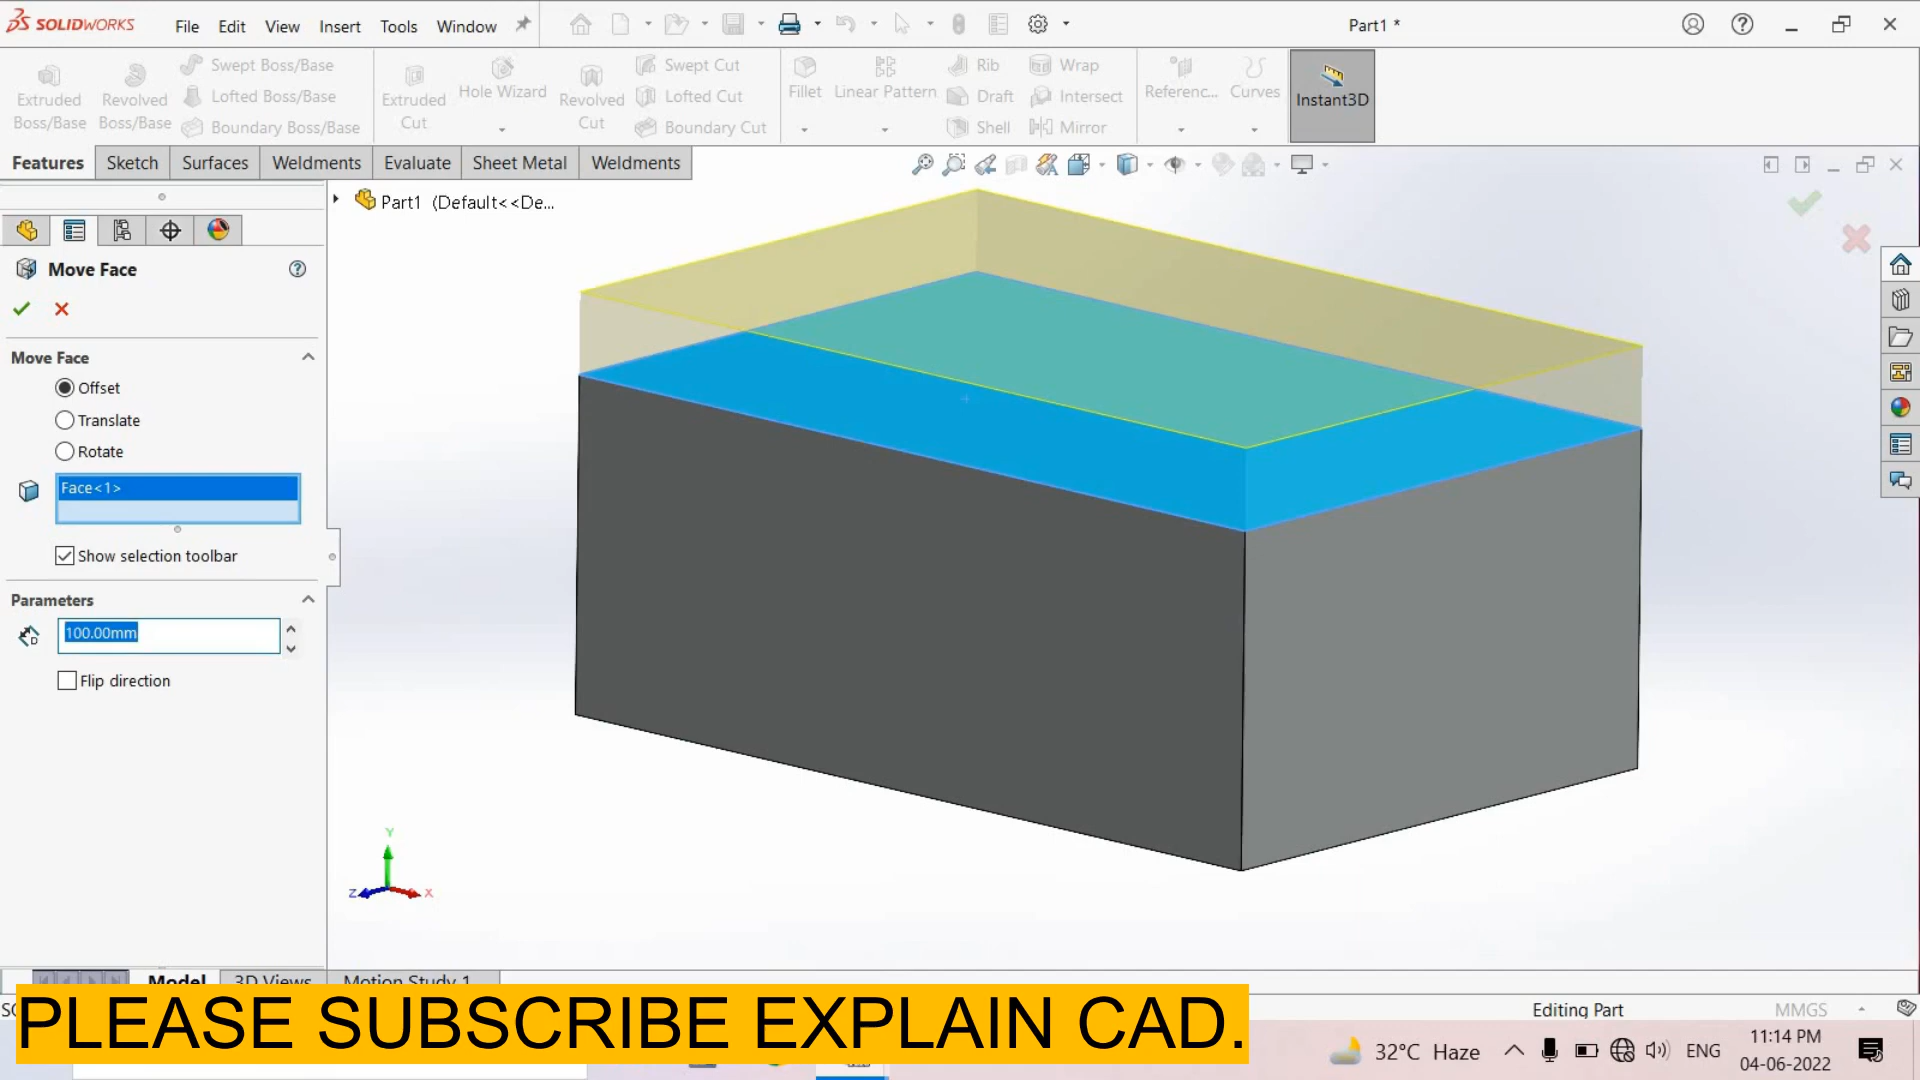 SOLIDWORKS
File Edit View Insert Tools Window
Part1 *
Extruded Boss/Base
Revolved Boss/Base
Swept Boss/Base
Lofted Boss/Base
Boundary Boss/Base
Extruded Cut
Hole Wizard
Revolved Cut
Swept Cut
Lofted Cut
Boundary Cut
Fillet
Linear Pattern
Rib
Draft
Shell
Wrap
Intersect
Mirror
Referenc...
Curves
Instant3D
Features Sketch Surfaces Weldments Evaluate Sheet Metal Weldments
Part1 (Default<<De...
Move Face
Move Face
Offset
Translate
Rotate
Face<1>
Show selection toolbar
Parameters
100.00mm
Flip direction
Y
Z
X
Model 3D Views Motion Study 1
PLEASE SUBSCRIBE EXPLAIN CAD.
Editing Part
MMGS
32°C Haze
ENG
11:14 PM
04-06-2022